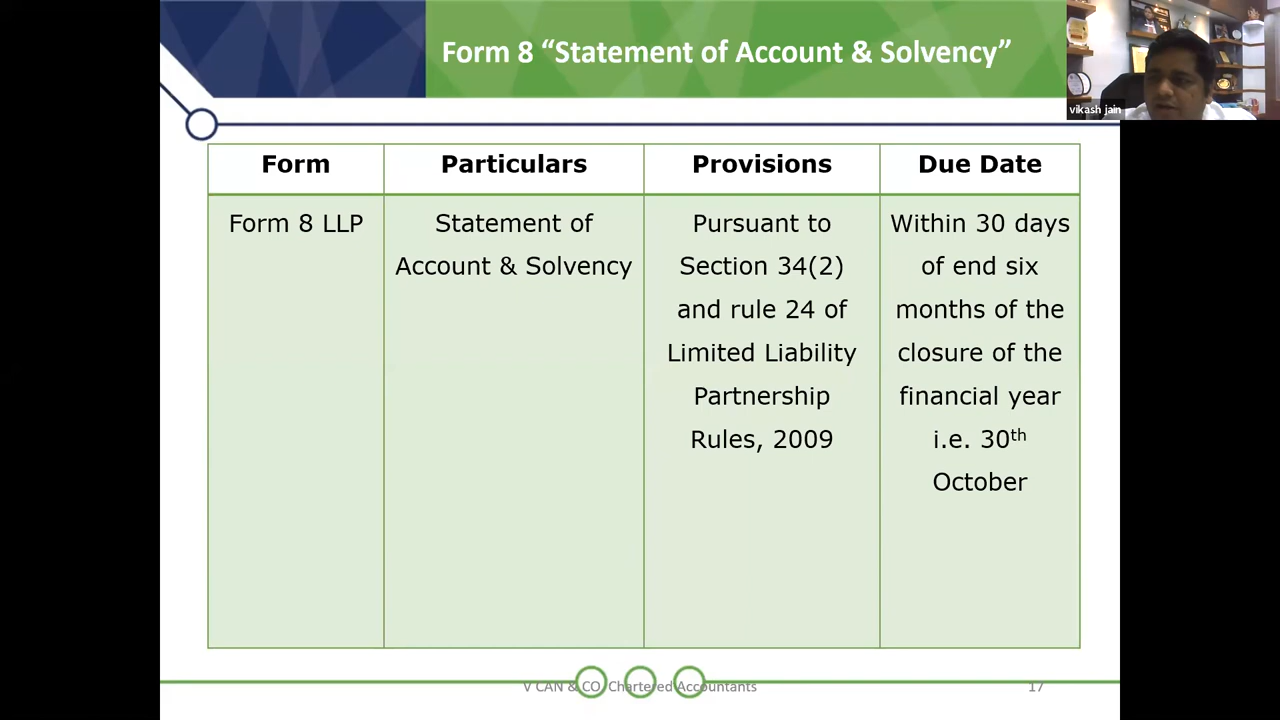 Form 8 “Statement of Account & Solvency”
vikash jain
Form
Particulars
Provisions
Due Date
Form 8 LLP
Statement of
Account & Solvency
Pursuant to
Section 34(2)
and rule 24 of
Limited Liability
Partnership
Rules, 2009
Within 30 days
of end six
months of the
closure of the
financial year
i.e. 30th
October
V CAN & CO, Chartered Accountants
17